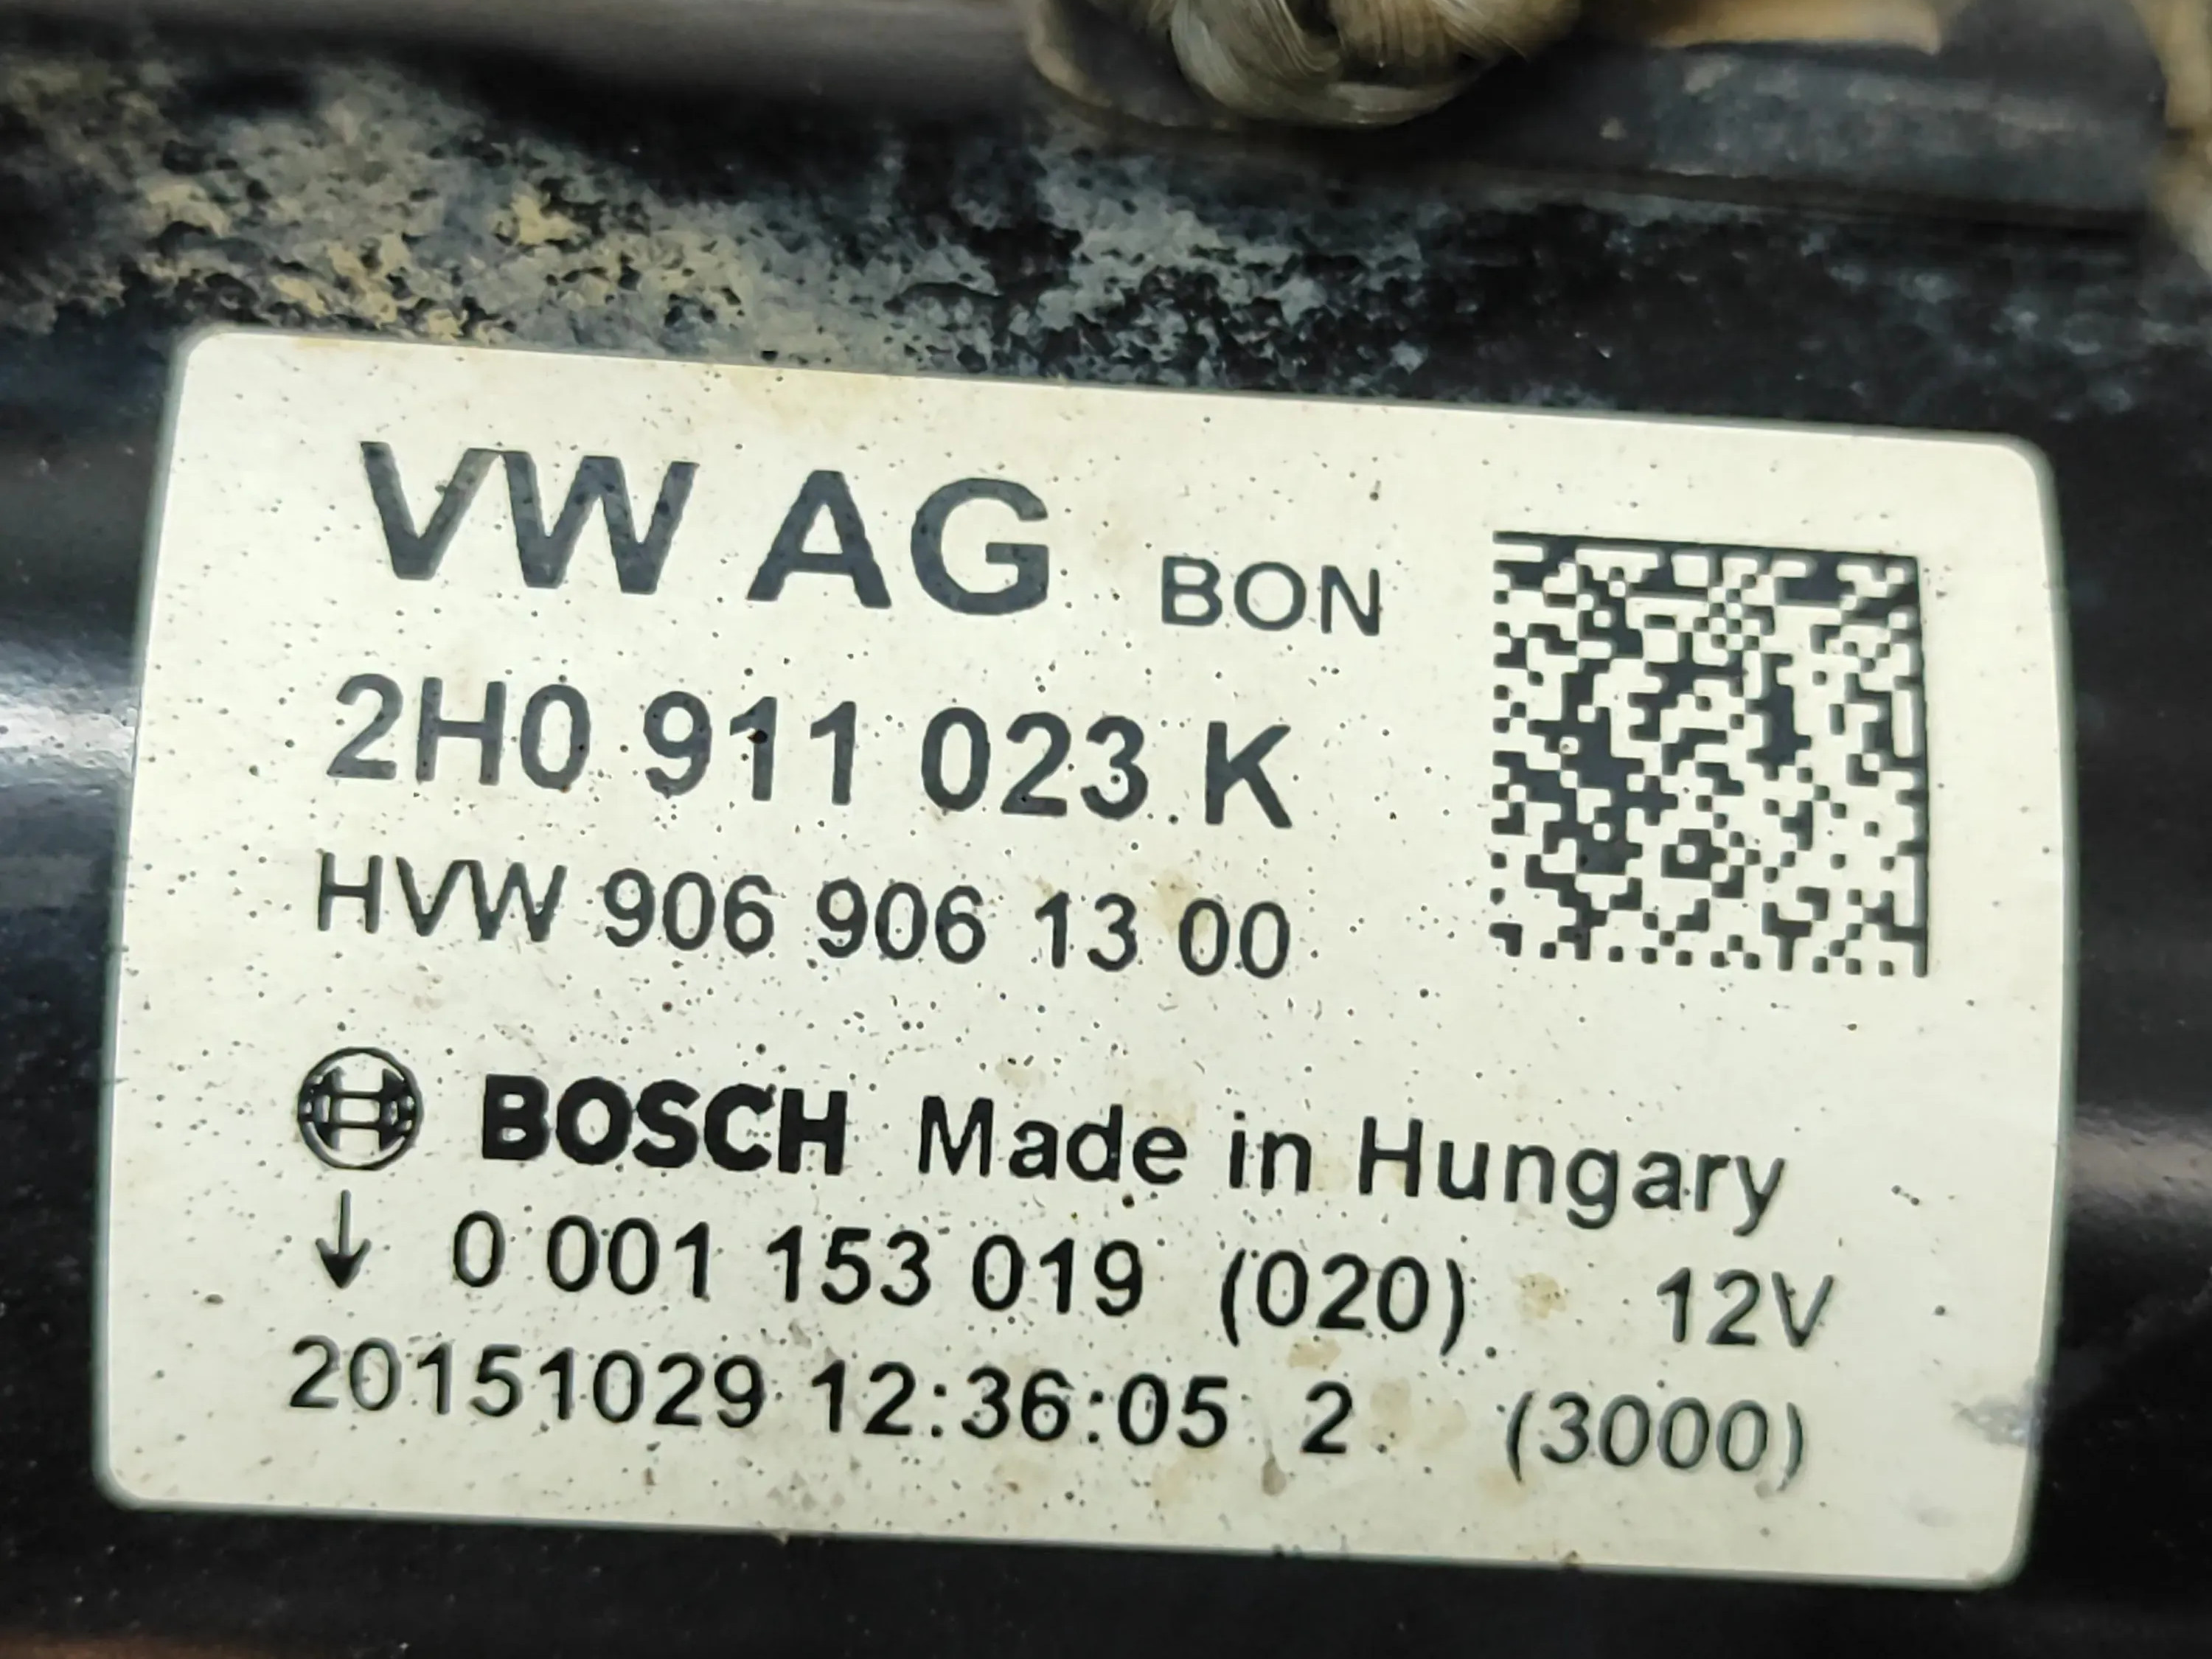 VW AG BON
2H0 911 023 K
HVW 906 906 13 00
BOSCH Made in Hungary
↓ 0 001 153 019 (020) 12V
20151029 12:36:05 2 (3000)